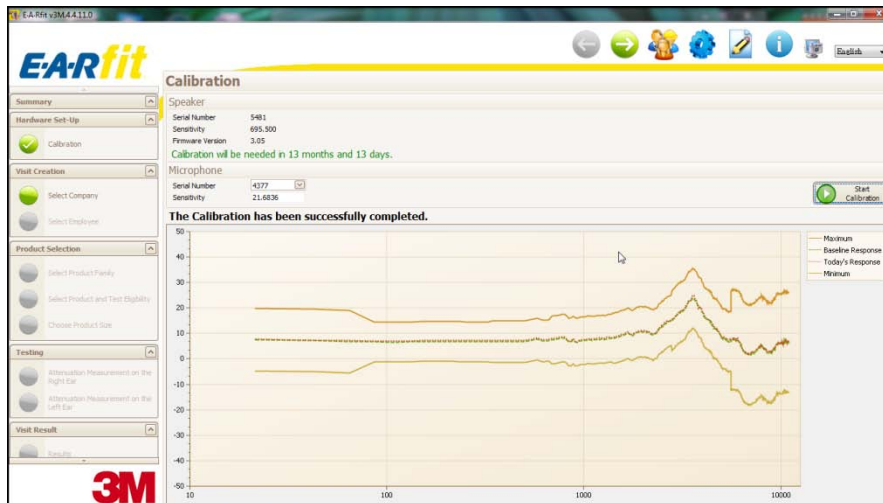 E-A-Rfit v3M.4.4.11.0
English
E·A·Rfit
Calibration
Summary
Speaker
Hardware Set-Up
Serial Number 5481
Sensitivity 695.500
Firmware Version 3.05
Calibration
Calibration will be needed in 13 months and 13 days.
Visit Creation
Microphone
Serial Number 4377
Select Company
Sensitivity 21.6836
Start Calibration
Select Employee
The Calibration has been successfully completed.
Product Selection
Select Product Family
Select Product and Test Eligibility
Choose Product Size
Testing
Attenuation Measurement on the
Right Ear
Attenuation Measurement on the
Left Ear
Visit Result
Results
3M
Maximum
Baseline Response
Today's Response
Minimum
50
40
30
20
10
0
-10
-20
-30
-40
-50
10 100 1000 10000